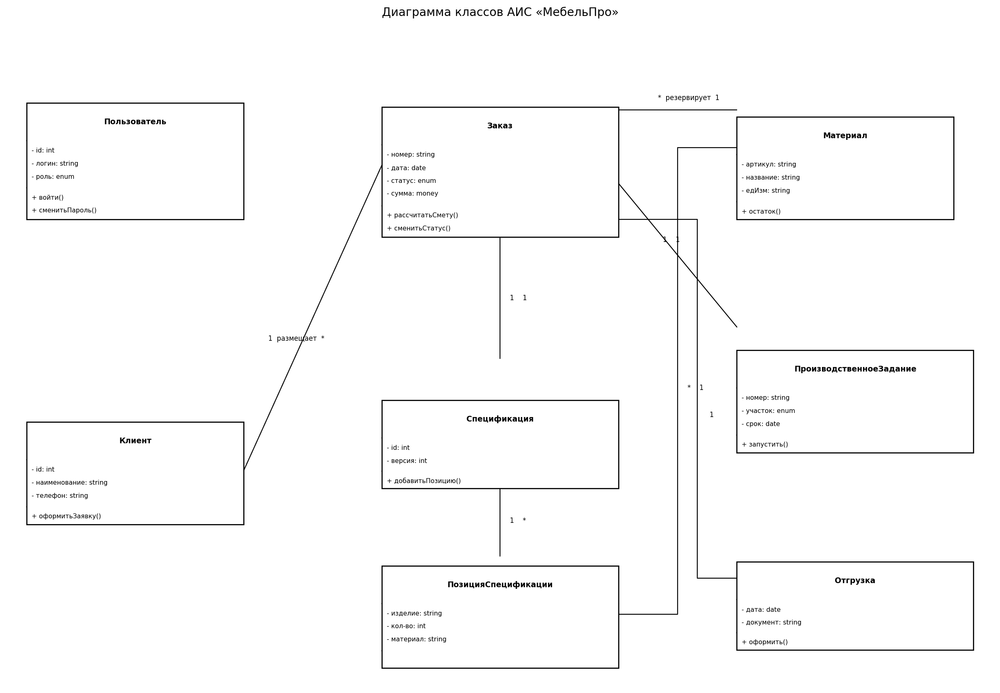 Диаграмма классов АИС «МебельПро»
Пользователь
- id: int
- логин: string
- роль: enum
+ войти()
+ сменитьПароль()
Заказ
- номер: string
- дата: date
- статус: enum
- сумма: money
+ рассчитатьСмету()
+ сменитьСтатус()
* резервирует 1
Материал
- артикул: string
- название: string
- едИзм: string
+ остаток()
1 1
1 1
1 размещает *
ПроизводственноеЗадание
- номер: string
- участок: enum
- срок: date
+ запустить()
* 1
1
Клиент
- id: int
- наименование: string
- телефон: string
+ оформитьЗаявку()
Спецификация
- id: int
- версия: int
+ добавитьПозицию()
1 *
ПозицияСпецификации
- изделие: string
- кол-во: int
- материал: string
Отгрузка
- дата: date
- документ: string
+ оформить()